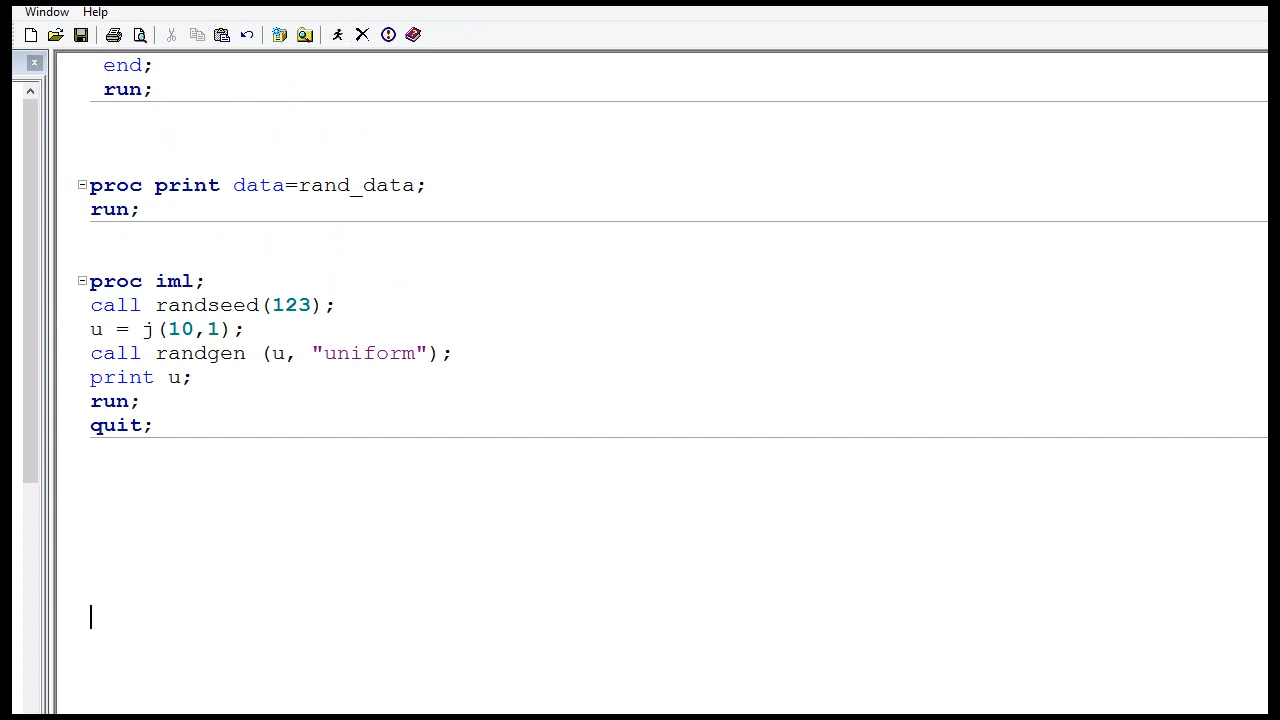 Window Help
end;
run;
proc print data=rand_data;
run;
proc iml;
call randseed(123);
u = j(10,1);
call randgen (u, "uniform");
print u;
run;
quit;